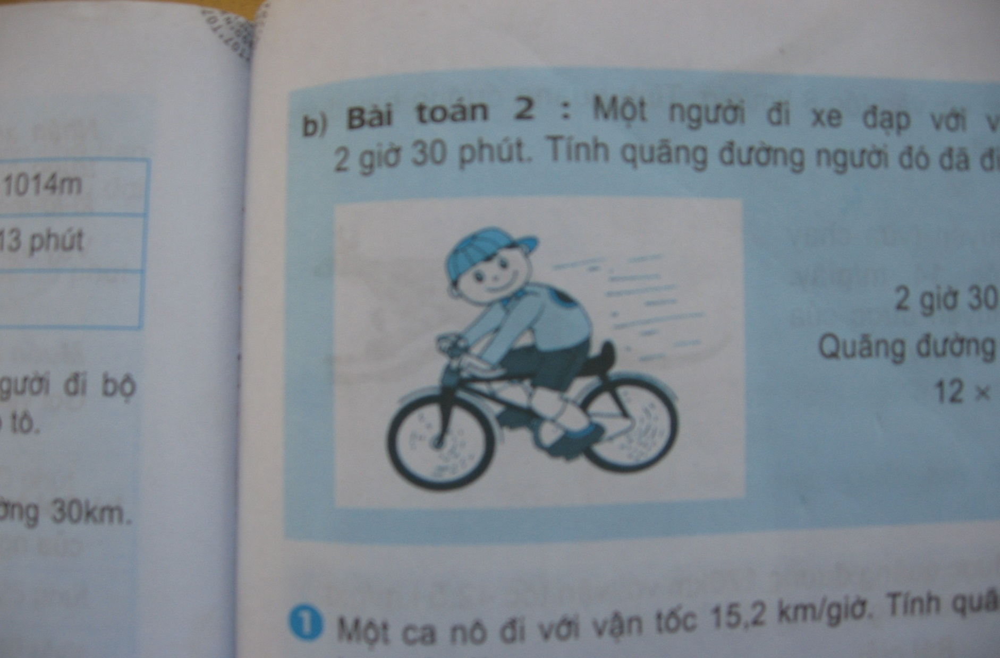 1014m
13 phút
gười đi bộ
tô.
ờng 30km.
b) Bài toán 2 : Một người đi xe đạp với v
2 giờ 30 phút. Tính quãng đường người đó đã đi
2 giờ 30
Quãng đường
12 ×
1 Một ca nô đi với vận tốc 15,2 km/giờ. Tính quã